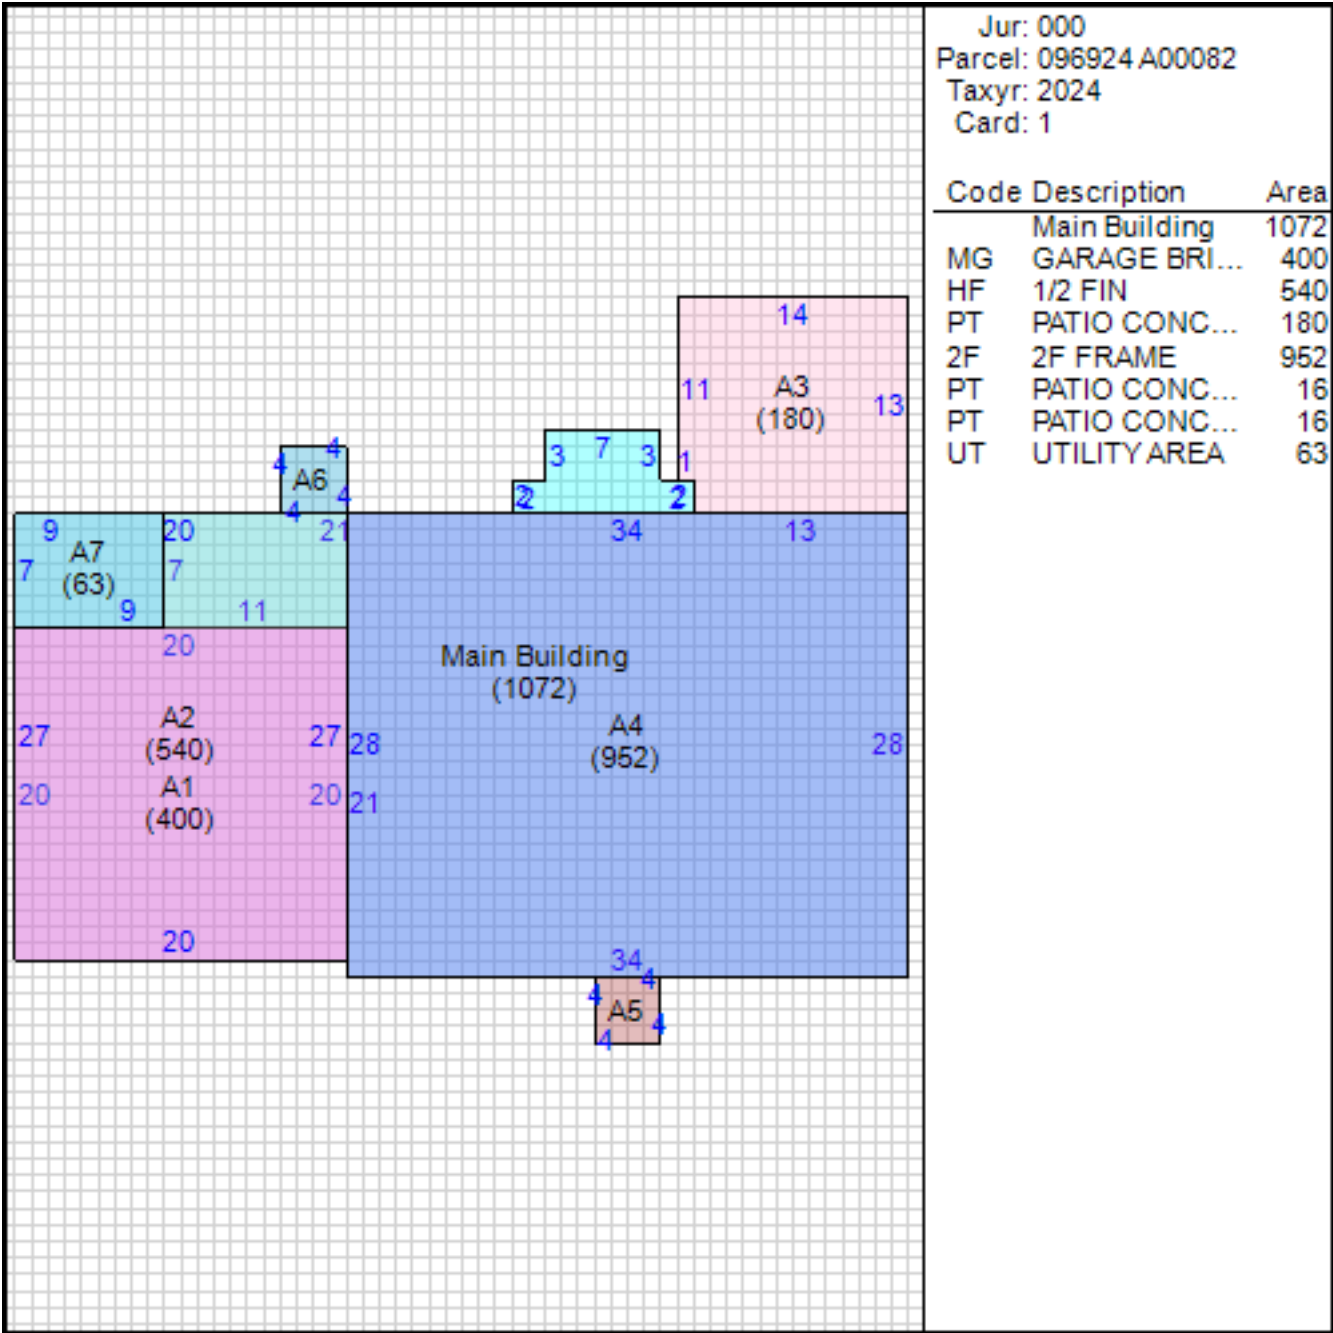 Jur: 000
Parcel: 096924 A00082
Taxyr: 2024
Card: 1
Code Description Area
Main Building 1072
MG GARAGE BRI... 400
HF 1/2 FIN 540
PT PATIO CONC... 180
2F 2F FRAME 952
PT PATIO CONC... 16
PT PATIO CONC... 16
UT UTILITY AREA 63
14
11 A3 13
(180)
1
3 7 3
2 2 2 2
4
4 A6 4
4
9 20 21 34 13
A7
7 (63) 7
9 11
20
Main Building
(1072)
A2
27 (540) 27 28
A4
(952) 28
A1
20 (400) 20 21
20
34
4
4 A5 4
4